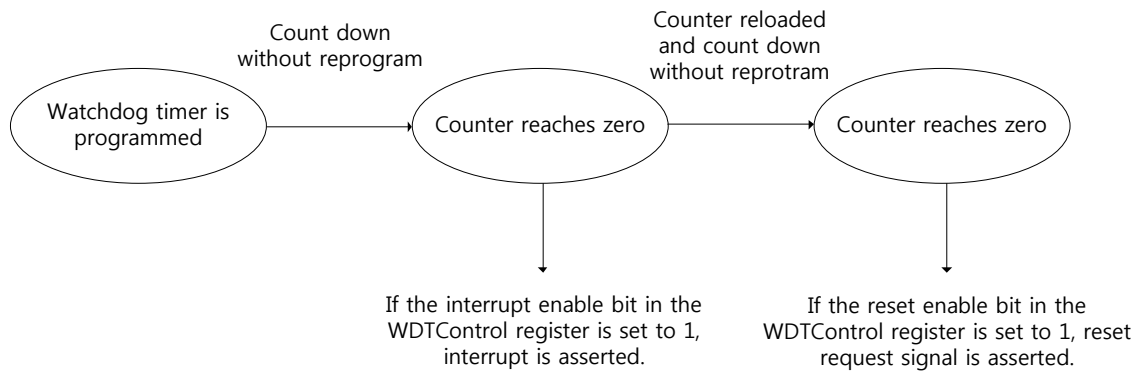 Count down
without reprogram
Counter reloaded
and count down
without reprotram
Watchdog timer is
programmed
Counter reaches zero
Counter reaches zero
If the interrupt enable bit in the
WDTControl register is set to 1,
interrupt is asserted.
If the reset enable bit in the
WDTControl register is set to 1, reset
request signal is asserted.